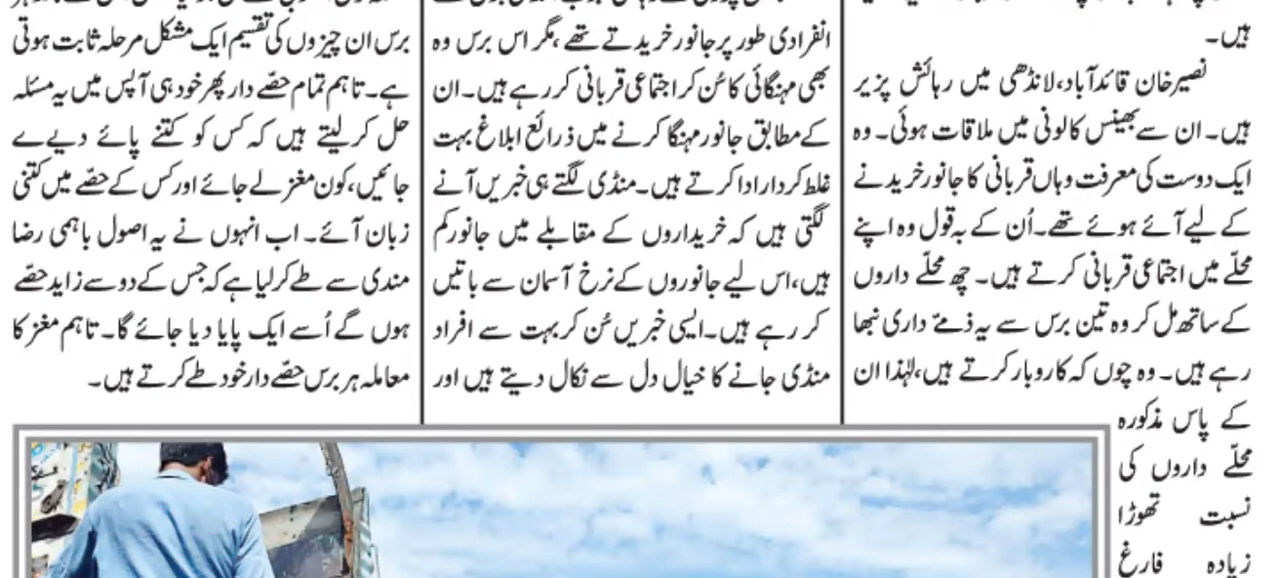 ہیں۔
نصیر خان قائد آباد، لانڈھی میں رہائش پزیر
ہیں۔ ان سے بھینس کالونی میں ملاقات ہوئی۔ وہ
ایک دوست کی معرفت وہاں قربانی کا جانور خریدنے
کے لیے آئے ہوئے تھے۔ اُن کے بہ قول وہ اپنے
محلّے میں اجتماعی قربانی کرتے ہیں۔ چھ محلّے داروں
کے ساتھ مل کر وہ تین برس سے یہ ذمّے داری نبھا
رہے ہیں۔ وہ چوں کہ کاروبار کرتے ہیں، لہٰذا ان
کے پاس مذکورہ
محلّے داروں کی
نسبت تھوڑا
زیادہ فارغ
انفرادی طور پر جانور خریدتے تھے، مگر اس برس وہ
بھی مہنگائی کا سُن کر اجتماعی قربانی کر رہے ہیں۔ ان
کے مطابق جانور مہنگا کرنے میں ذرائع ابلاغ بہت
غلط کردار ادا کرتے ہیں۔ منڈی لگتے ہی خبریں آنے
لگتی ہیں کہ خریداروں کے مقابلے میں جانور کم
ہیں، اس لیے جانوروں کے نرخ آسمان سے باتیں
کر رہے ہیں۔ ایسی خبریں سُن کر بہت سے افراد
منڈی جانے کا خیال دل سے نکال دیتے ہیں اور
برس ان چیزوں کی تقسیم ایک مشکل مرحلہ ثابت ہوتی
ہے۔ تاہم تمام حصّے دار پھر خود ہی آپس میں یہ مسئلہ
حل کر لیتے ہیں کہ کس کو کتنے پائے دیے
جائیں، کون مغز لے جائے اور کس کے حصّے میں کتنی
زبان آئے۔ اب انہوں نے یہ اصول باہمی رضا
مندی سے طے کر لیا ہے کہ جس کے دو سے زاید حصّے
ہوں گے اُسے ایک پایا دیا جائے گا۔ تاہم مغز کا
معاملہ ہر برس حصّے دار خود طے کرتے ہیں۔